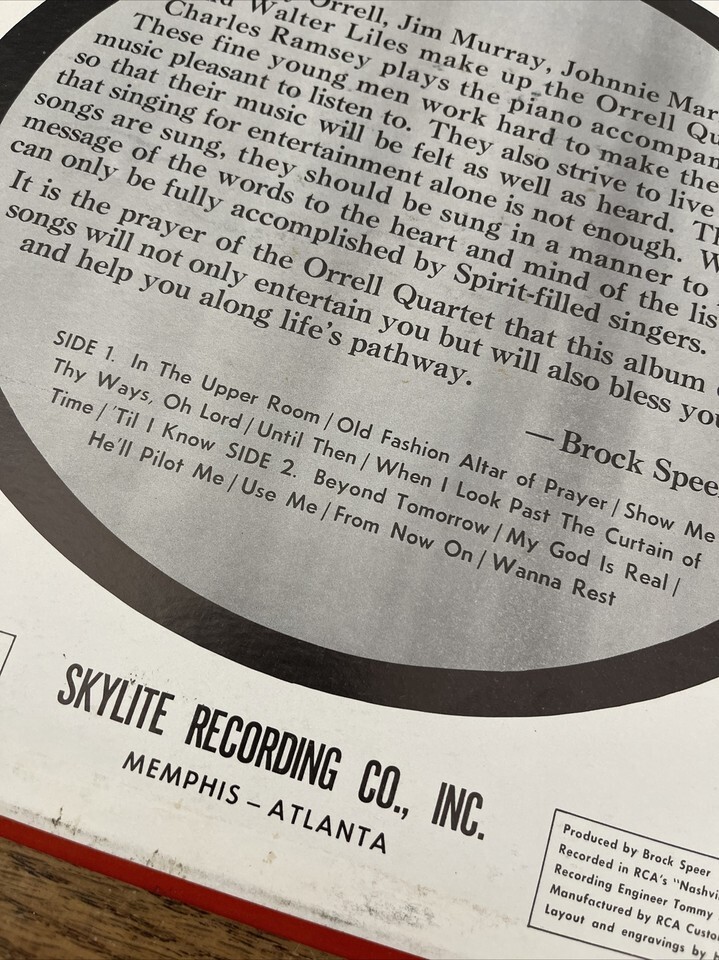 Orrell, Jim Murray, Johnnie Mar
Walter Liles make up the Orrell Qu
Charles Ramsey plays the piano accompan
These fine young men work hard to make the
music pleasant to listen to. They also strive to live
so that their music will be felt as well as heard. Th
that singing for entertainment alone is not enough. W
songs are sung, they should be sung in a manner to
message of the words to the heart and mind of the lis
can only be fully accomplished by Spirit-filled singers.
It is the prayer of the Orrell Quartet that this album
songs will not only entertain you but will also bless you
and help you along life's pathway.
— Brock Spee
SIDE 1. In The Upper Room / Old Fashion Altar of Prayer / Show Me
Thy Ways, Oh Lord / Until Then / When I Look Past The Curtain of
Time / 'Til I Know SIDE 2. Beyond Tomorrow / My God Is Real /
He'll Pilot Me / Use Me / From Now On / Wanna Rest
SKYLITE RECORDING CO., INC.
MEMPHIS – ATLANTA
Produced by Brock Speer
Recorded in RCA's "Nashvi
Recording Engineer Tommy
Manufactured by RCA Custo
Layout and engravings by